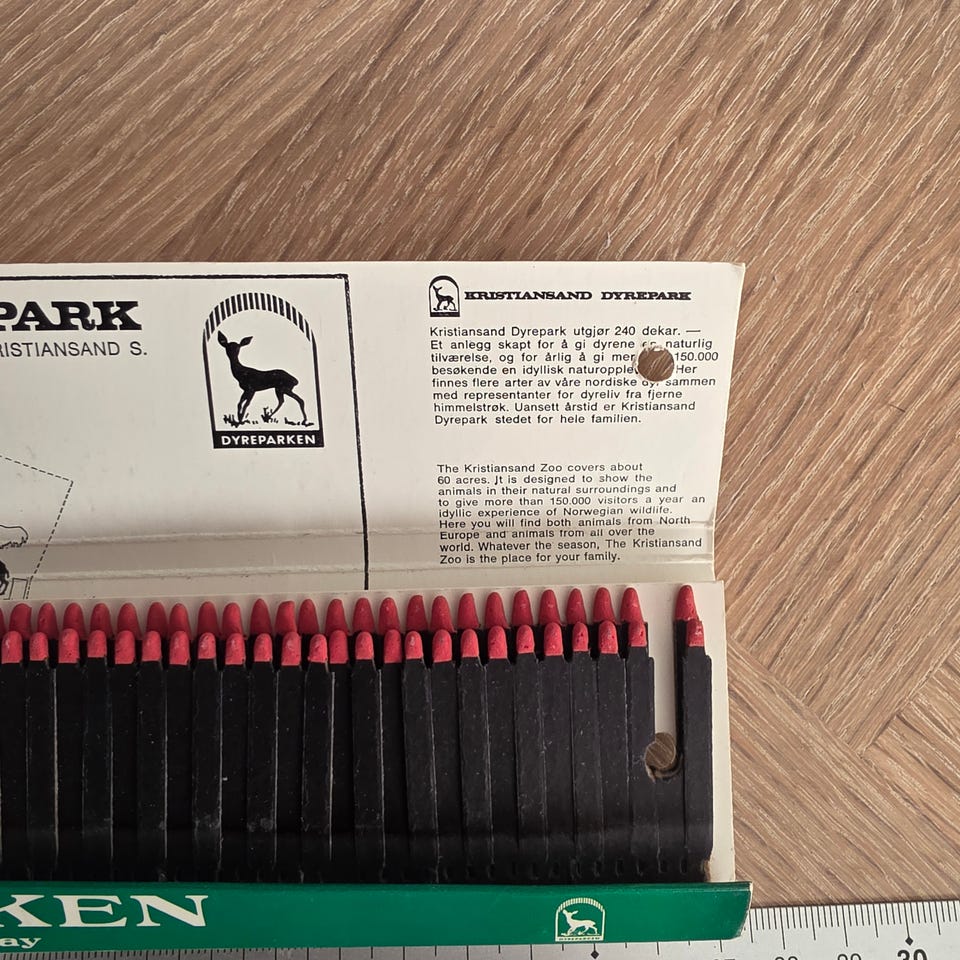 PARK
RISTIANSAND S.
DYREPARKEN
KRISTIANSAND DYREPARK
Kristiansand Dyrepark utgjør 240 dekar. —
Et anlegg skapt for å gi dyrene en naturlig
tilværelse, og for årlig å gi mer 150.000
besøkende en idyllisk naturopplev Her
finnes flere arter av våre nordiske dyr sammen
med representanter for dyreliv fra fjerne
himmelstrøk. Uansett årstid er Kristiansand
Dyrepark stedet for hele familien.
The Kristiansand Zoo covers about
60 acres. Jt is designed to show the
animals in their natural surroundings and
to give more than 150.000 visitors a year an
idyllic experience of Norwegian wildlife.
Here you will find both animals from North
Europe and animals from all over the
world. Whatever the season, The Kristiansand
Zoo is the place for your family.
KEN
ay
DYREPARKEN
30